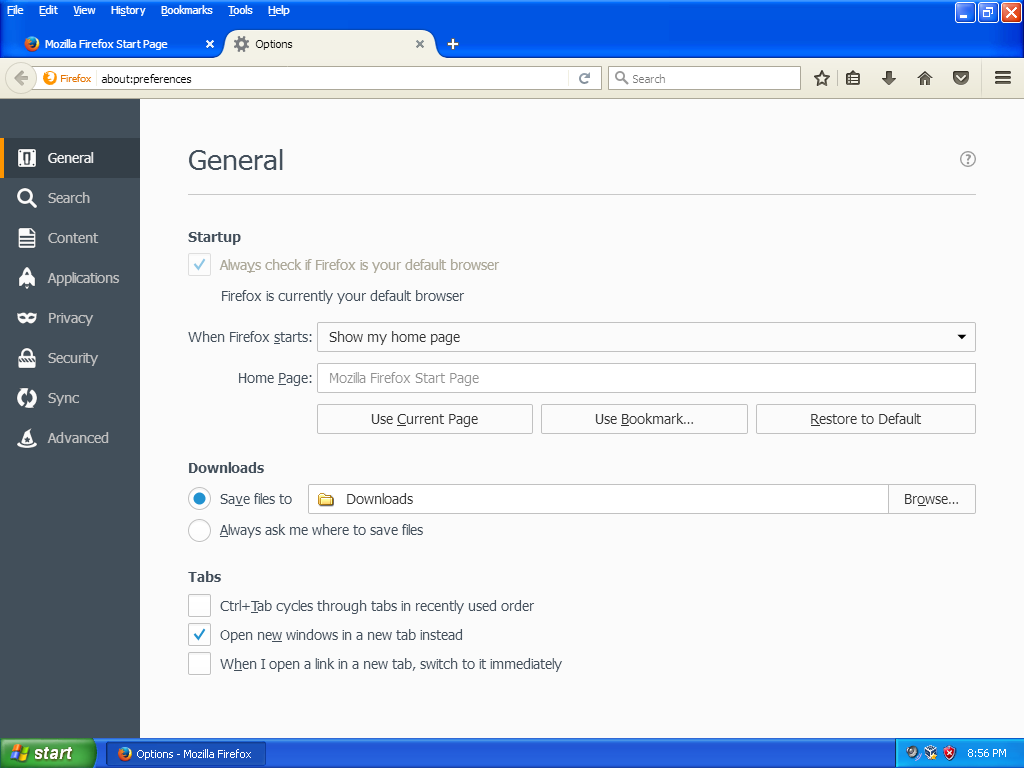 File Edit View History Bookmarks Tools Help
Mozilla Firefox Start Page
Options
Firefox about:preferences
Search
General
Search
Content
Applications
Privacy
Security
Sync
Advanced
General
Startup
Always check if Firefox is your default browser
Firefox is currently your default browser
When Firefox starts: Show my home page
Home Page: Mozilla Firefox Start Page
Use Current Page Use Bookmark... Restore to Default
Downloads
Save files to Downloads Browse...
Always ask me where to save files
Tabs
Ctrl+Tab cycles through tabs in recently used order
Open new windows in a new tab instead
When I open a link in a new tab, switch to it immediately
start Options - Mozilla Firefox 8:56 PM